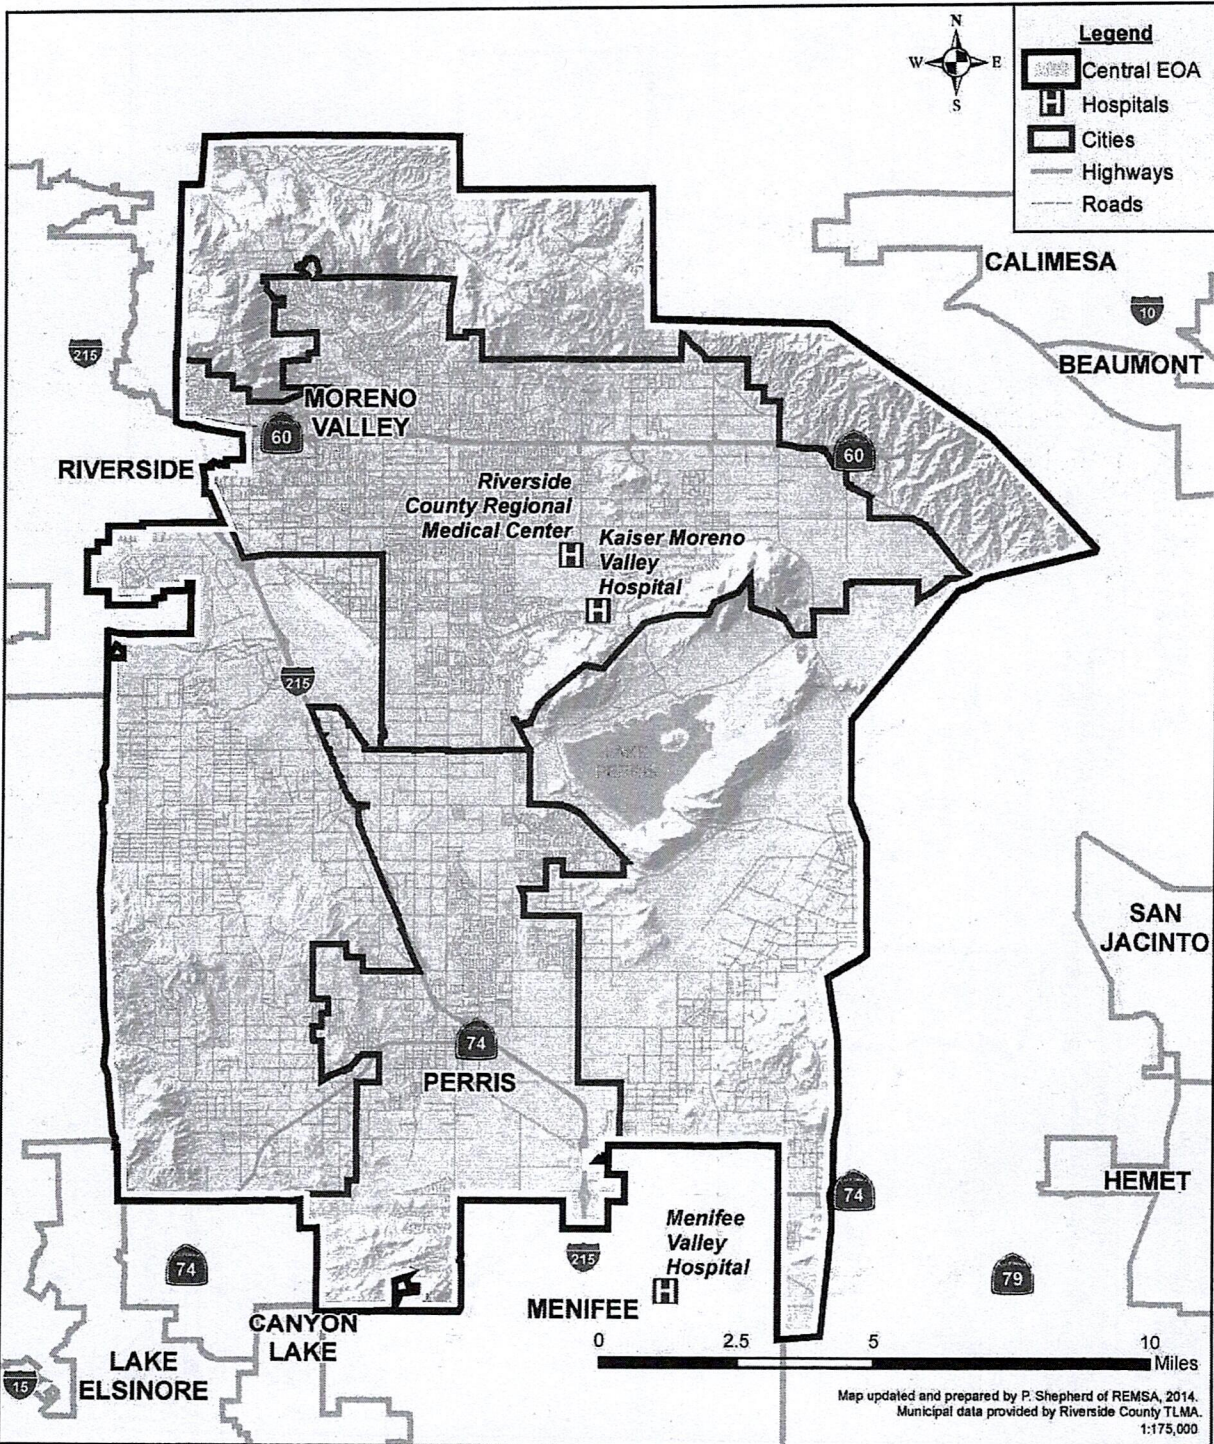 N
W E
S
Legend
Central EOA
H Hospitals
Cities
Highways
Roads
CALIMESA
10
215
BEAUMONT
MORENO
VALLEY
60
60
RIVERSIDE
Riverside
County Regional
Medical Center
H
Kaiser Moreno
Valley
Hospital
H
215
LAKE
PERRIS
SAN
JACINTO
74
PERRIS
HEMET
74
Menifee
Valley
Hospital
H
74
215
79
MENIFEE
CANYON
LAKE
LAKE
ELSINORE
15
0 2.5 5 10
Miles
Map updated and prepared by P. Shepherd of REMSA, 2014.
Municipal data provided by Riverside County TLMA.
1:175,000